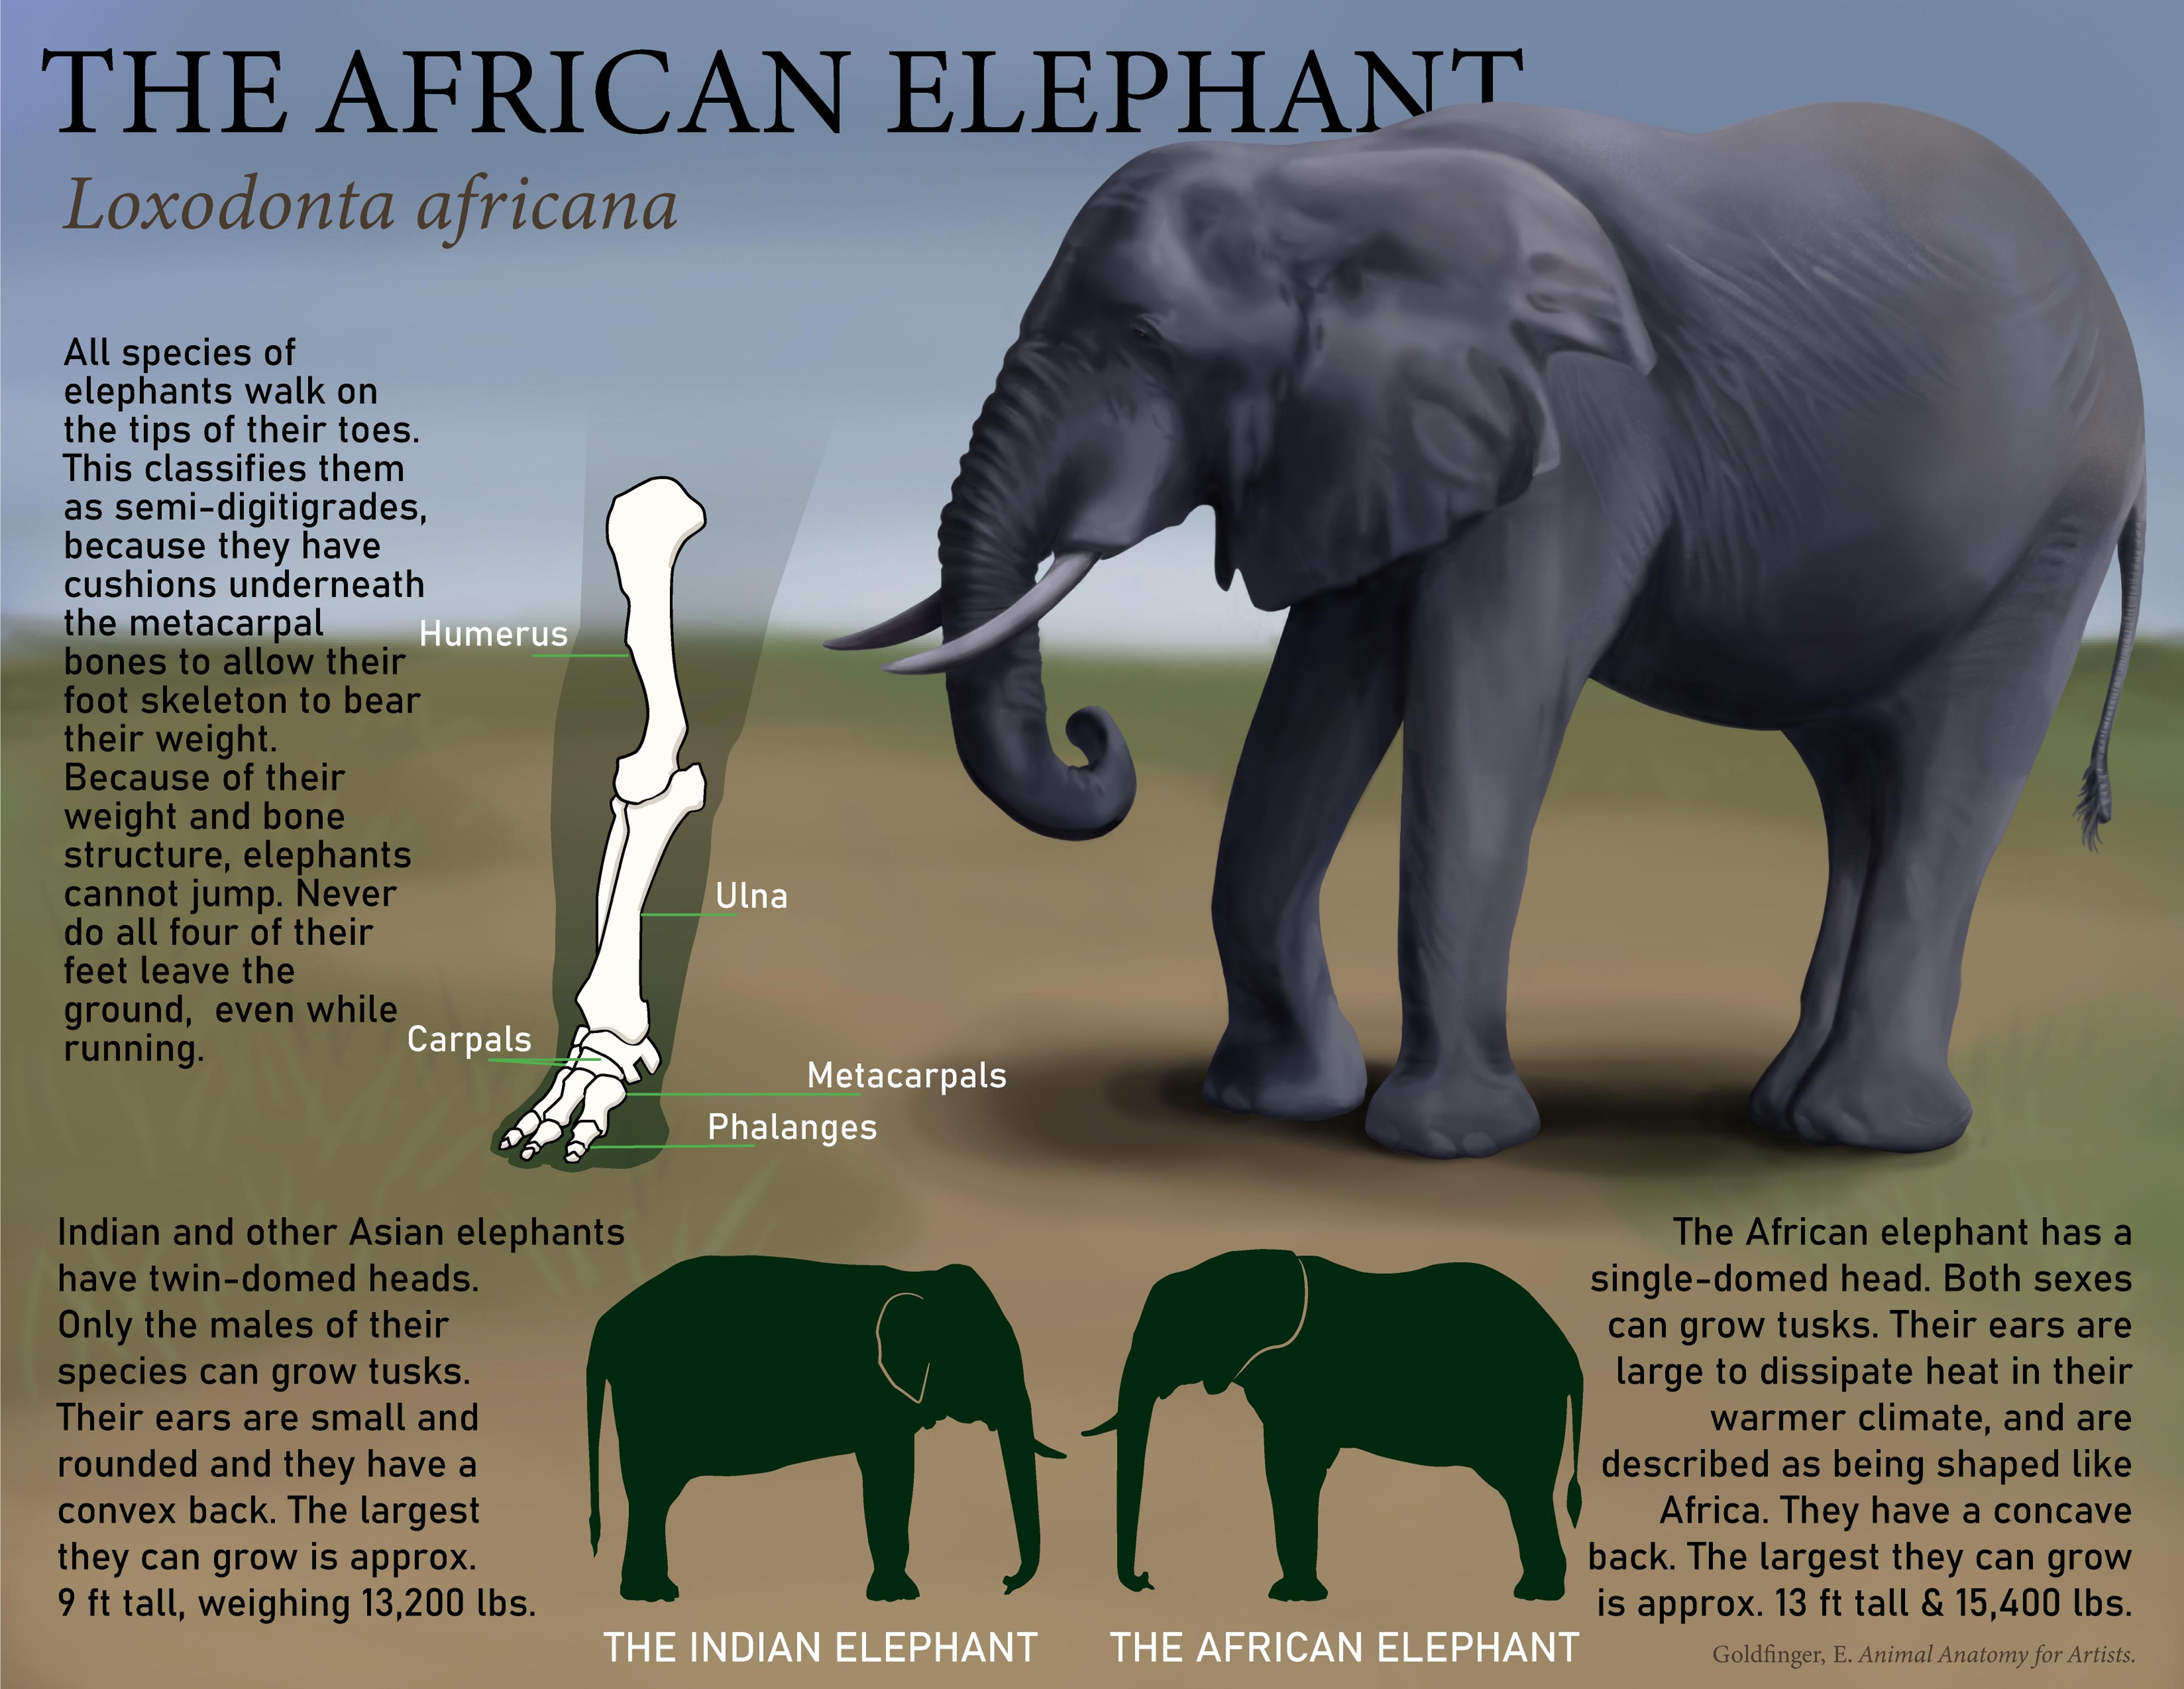 THE AFRICAN ELEPHANT
Loxodonta africana
All species of
elephants walk on
the tips of their toes.
This classifies them
as semi-digitigrades,
because they have
cushions underneath
the metacarpal
bones to allow their
foot skeleton to bear
their weight.
Because of their
weight and bone
structure, elephants
cannot jump. Never
do all four of their
feet leave the
ground,  even while
running.
Humerus
Ulna
Carpals
Metacarpals
Phalanges
Indian and other Asian elephants
have twin-domed heads.
Only the males of their
species can grow tusks.
Their ears are small and
rounded and they have a
convex back. The largest
they can grow is approx.
9 ft tall, weighing 13,200 lbs.
THE INDIAN ELEPHANT
THE AFRICAN ELEPHANT
The African elephant has a
single-domed head. Both sexes
can grow tusks. Their ears are
large to dissipate heat in their
warmer climate, and are
described as being shaped like
Africa. They have a concave
back. The largest they can grow
is approx. 13 ft tall & 15,400 lbs.
Goldfinger, E. Animal Anatomy for Artists.